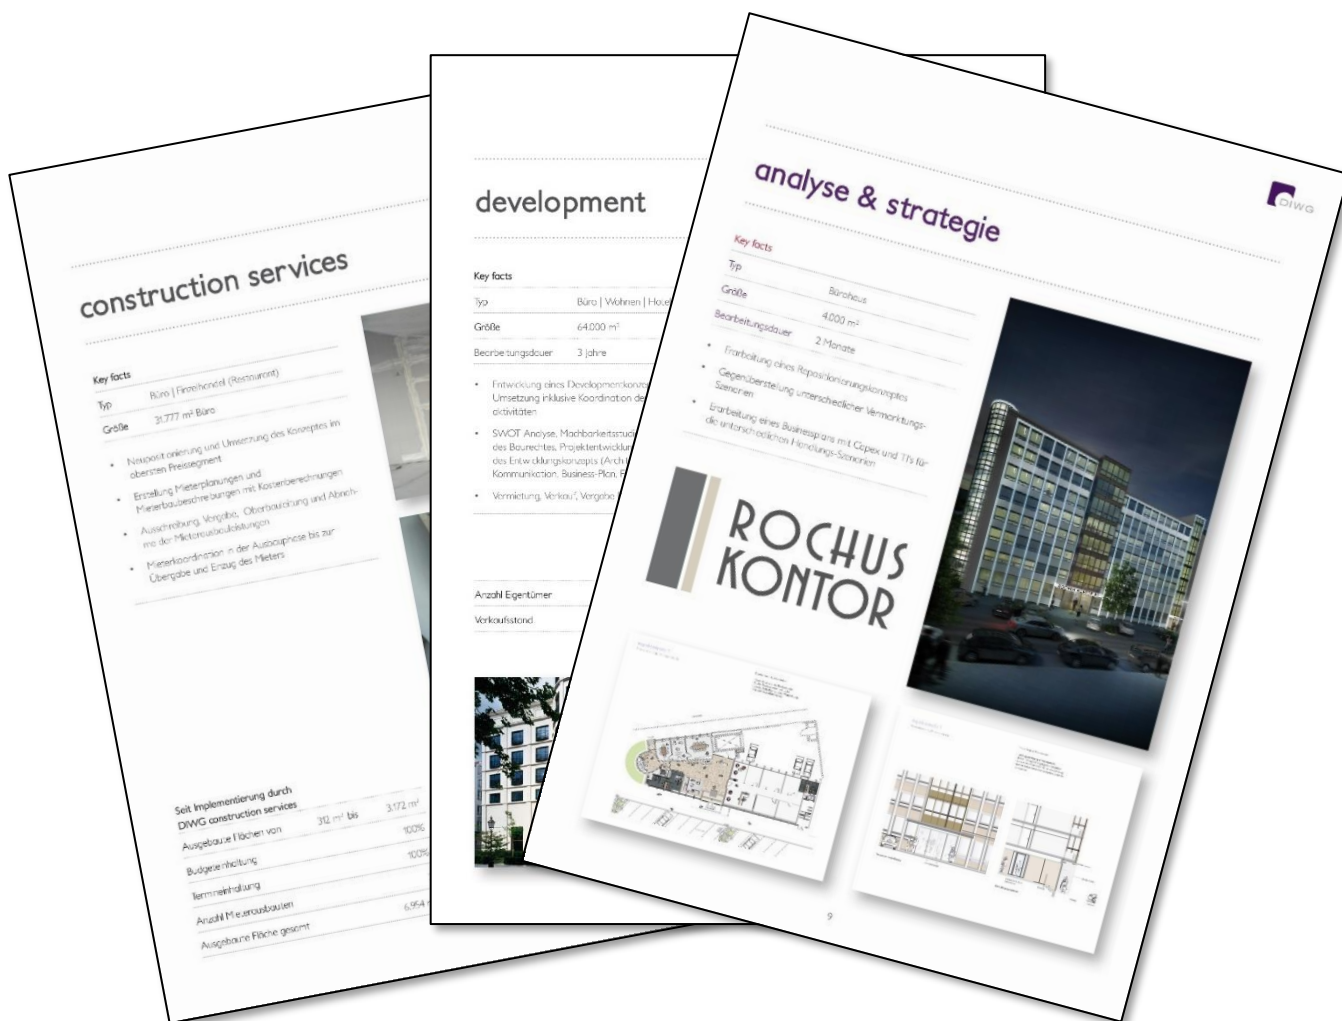 construction services
Key facts
Typ Büro | Einzelhandel (Restaurant)
Größe 31.777 m² Büro
• Neupositionierung und Umsetzung des Konzeptes im
obersten Preissegment
• Erstellung Mieterplanungen und
Mieterbaubeschreibungen mit Kostenberechnungen
• Ausschreibung, Vergabe, Oberbauleitung und Abnah-
me der Mieterausbauleistungen
• Mieterkoordination in der Ausbauphase bis zur
Übergabe und Einzug des Mieters
Seit Implementierung durch
DIWG construction services
Ausgebaute Flächen von 312 m² bis 3.172 m²
Budgeteinhaltung 100%
Termineinhaltung 100%
Anzahl Mieterausbauten
Ausgebaute Fläche gesamt 6.954
development
Key facts
Typ Büro | Wohnen | Hotel
Größe 64.000 m²
Bearbeitungsdauer 3 Jahre
• Entwicklung eines
Umsetzung inklusive Koordination
aktivitäten
• SWOT Analyse,
des Baurechtes,
des Entwicklungskonzepts
Kommunikation, Business-Plan,
• Vermietung, Verkauf, Vergabe
Anzahl Eigentümer
Verkaufsstand
DIWG
analyse & strategie
Key facts
Typ Bürohaus
Größe 4.000 m²
Bearbeitungsdauer 2 Monate
• Erarbeitung eines Repositionierungskonzeptes
• Gegenüberstellung unterschiedlicher Vermarktungs-
Szenarien
• Erarbeitung eines Businessplans mit Capex und TI's für
die unterschiedlichen Handlungs-Szenarien
ROCHUS
KONTOR
9